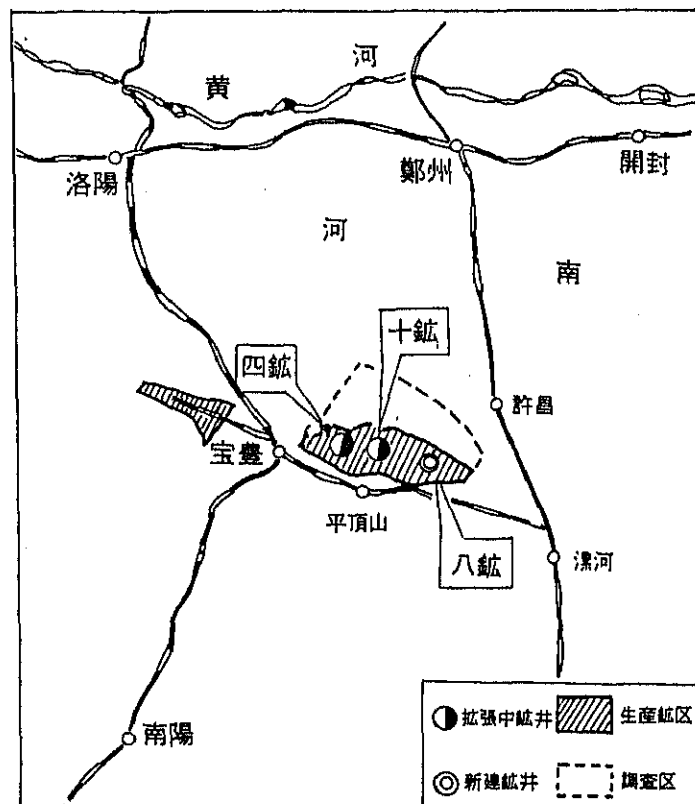 黄 河
洛陽
鄭州
開封
河 南
十鉱
四鉱
許昌
宝豊
平頂山
八鉱
漯河
南陽
拡張中鉱井
生産鉱区
新建鉱井
調査区